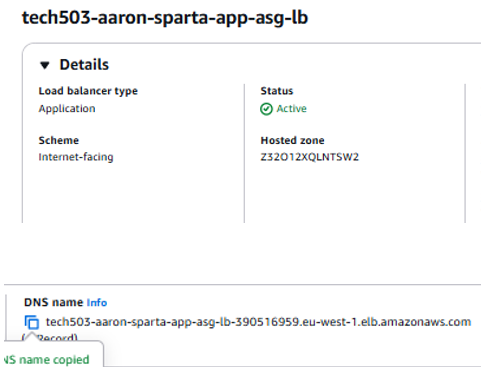 tech503-aaron-sparta-app-asg-lb
Details
Load balancer type
Application
Status
Active
Scheme
Internet-facing
Hosted zone
Z32O12XQLNTSW2
DNS name Info
tech503-aaron-sparta-app-asg-lb-390516959.eu-west-1.elb.amazonaws.com
Record)
NS name copied